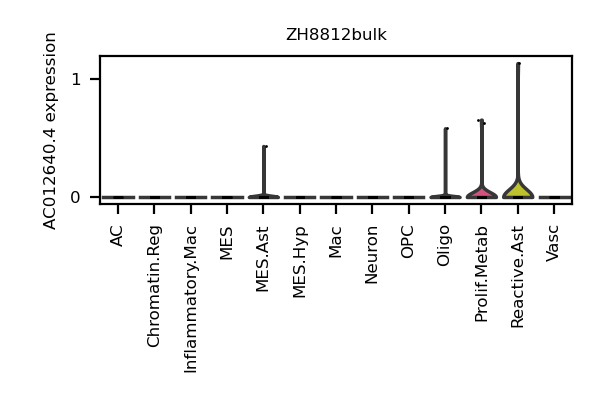 ZH8812bulk
AC012640.4 expression
1
0
AC
Chromatin.Reg
Inflammatory.Mac
MES
MES.Ast
MES.Hyp
Mac
Neuron
OPC
Oligo
Prolif.Metab
Reactive.Ast
Vasc